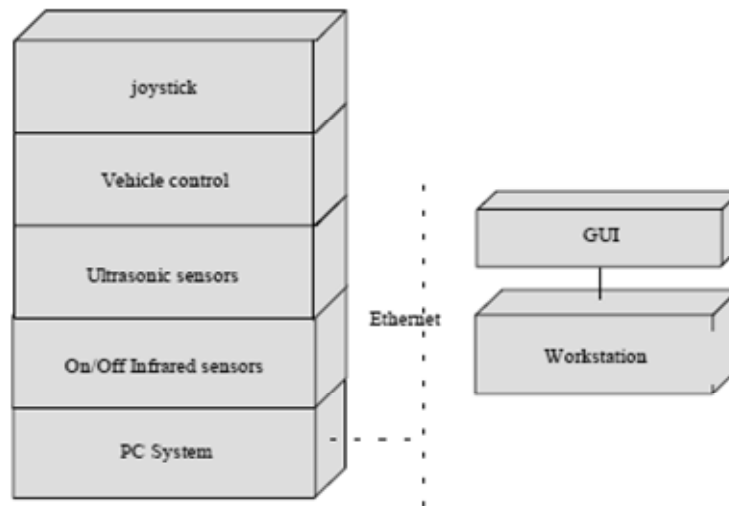 joystick
Vehicle control
Ultrasonic sensors
On/Off Infrared sensors
PC System
Ethernet
GUI
Workstation